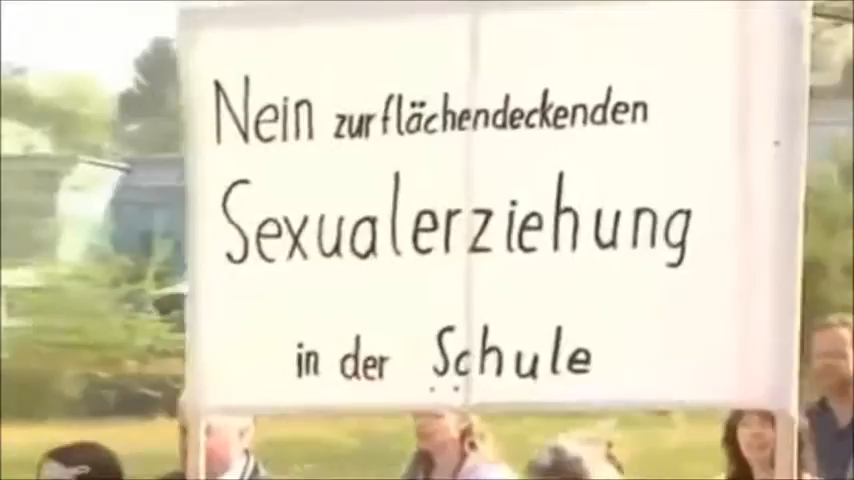 Nein zur flächendeckenden
Sexualerziehung
in der Schule